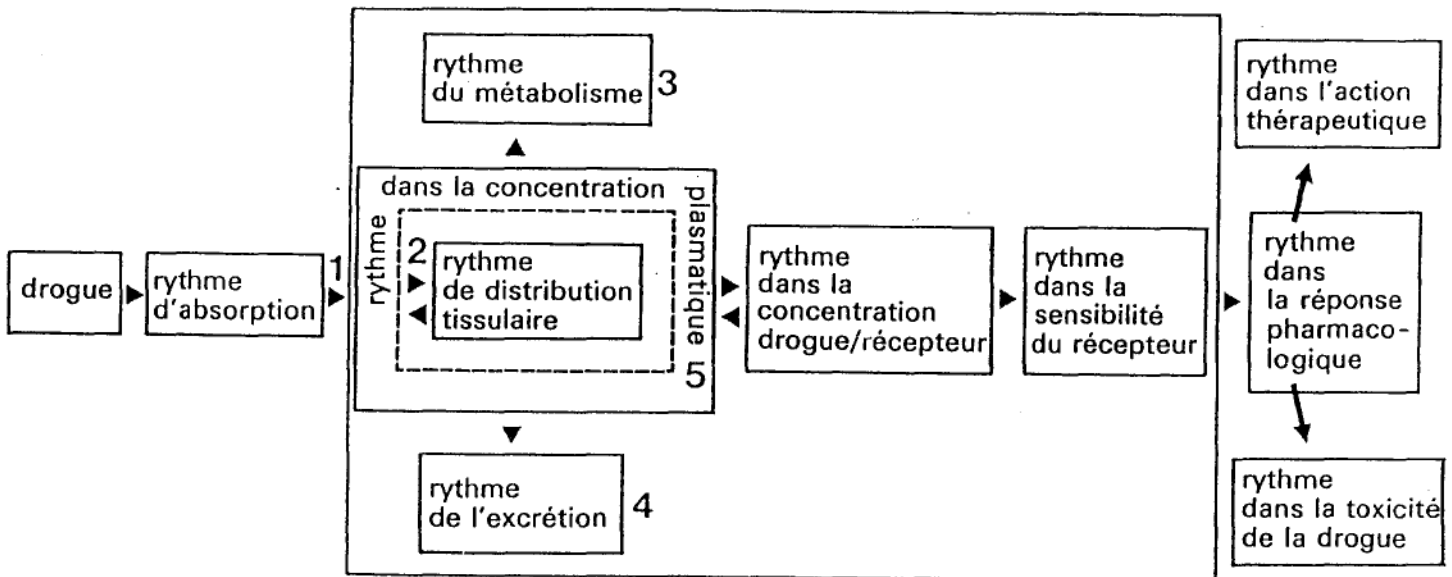 drogue
rythme
d'absorption
1
rythme
du métabolisme
3
dans la concentration
rythme
plasmatique
5
2
rythme
de distribution
tissulaire
rythme
de l'excrétion
4
rythme
dans la
concentration
drogue/récepteur
rythme
dans la
sensibilité
du récepteur
rythme
dans l'action
thérapeutique
rythme
dans
la réponse
pharmaco-
logique
rythme
dans la toxicité
de la drogue